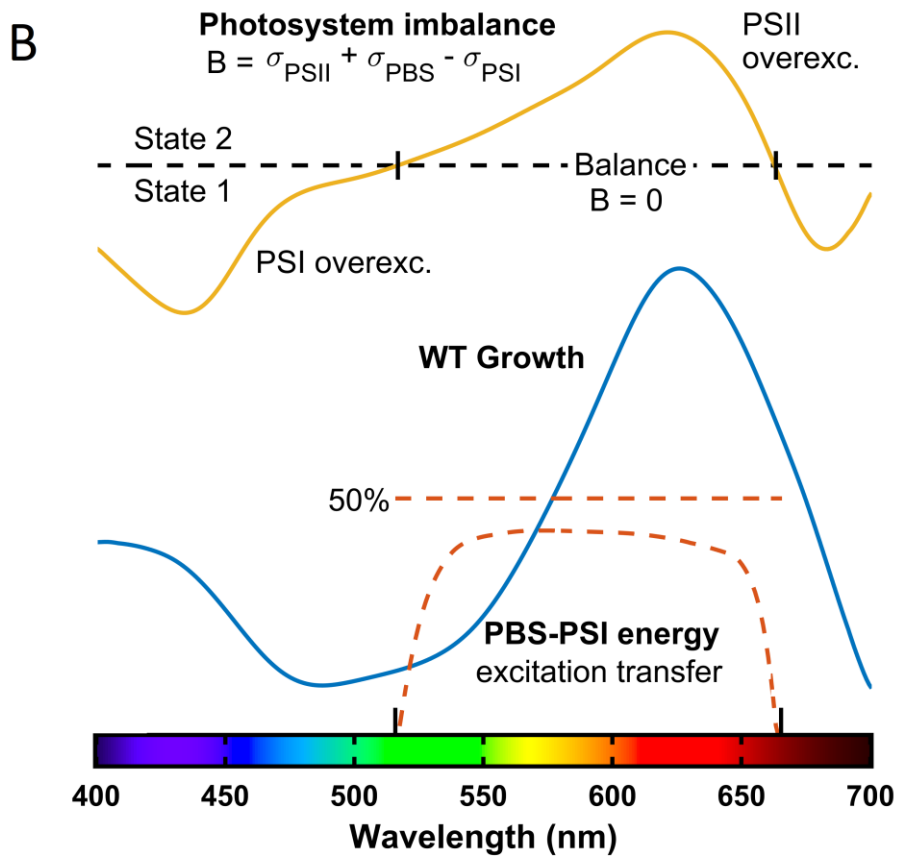 B
Photosystem imbalance
B = σPSII + σPBS - σPSI
PSII
overexc.
State 2
State 1
Balance
B = 0
PSI overexc.
WT Growth
50%
PBS-PSI energy
excitation transfer
400 450 500 550 600 650 700
Wavelength (nm)